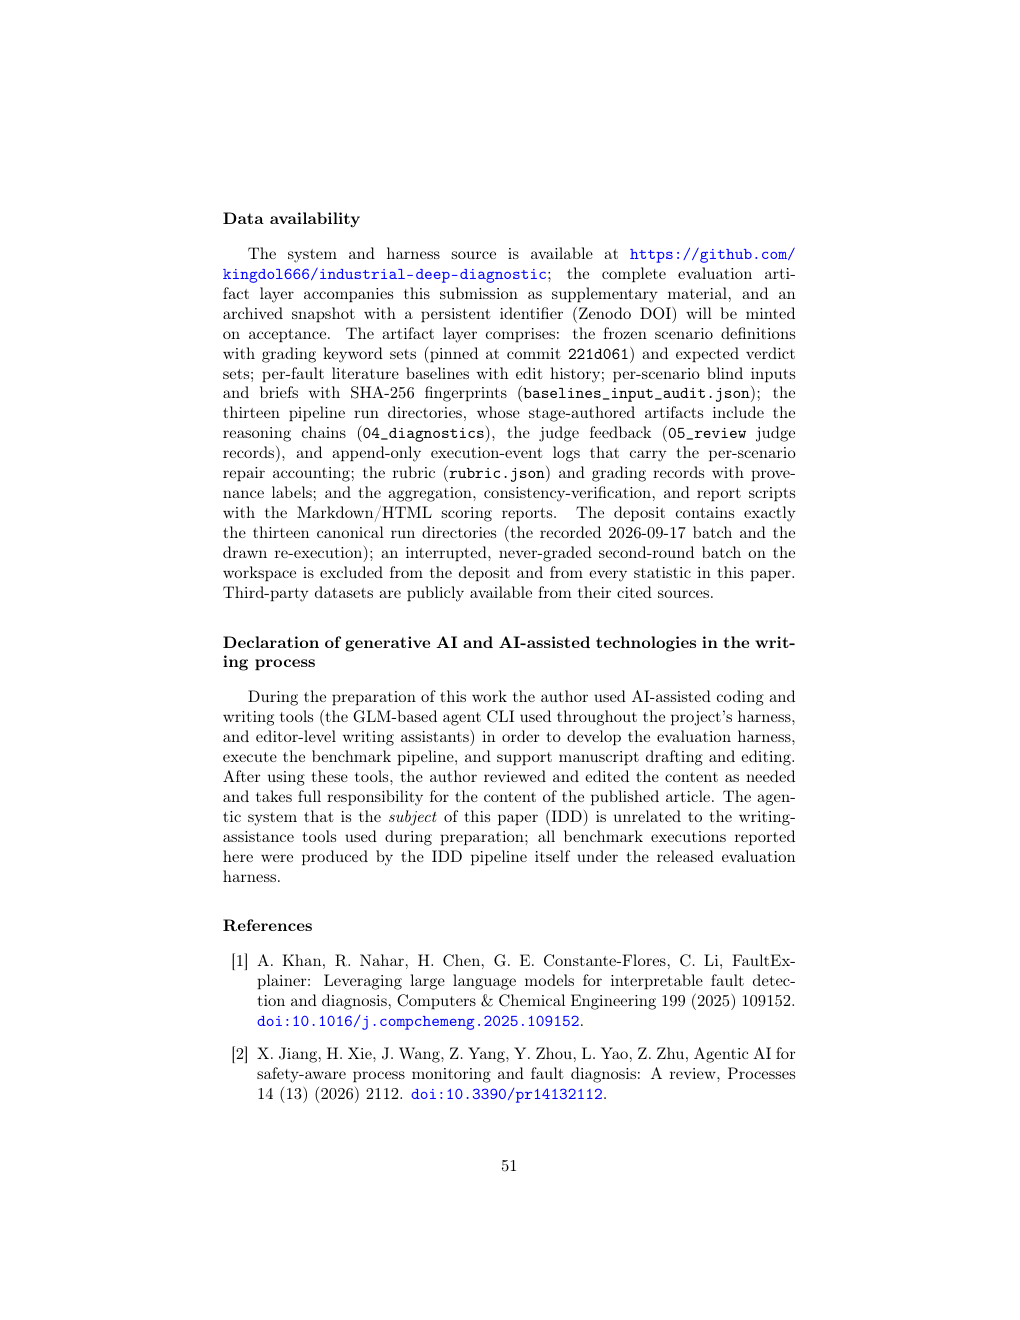 Data availability
The system and harness source is available at https://github.com/
kingdol666/industrial-deep-diagnostic; the complete evaluation arti-
fact layer accompanies this submission as supplementary material, and an
archived snapshot with a persistent identifier (Zenodo DOI) will be minted
on acceptance. The artifact layer comprises: the frozen scenario definitions
with grading keyword sets (pinned at commit 221d061) and expected verdict
sets; per-fault literature baselines with edit history; per-scenario blind inputs
and briefs with SHA-256 fingerprints (baselines_input_audit.json); the
thirteen pipeline run directories, whose stage-authored artifacts include the
reasoning chains (04_diagnostics), the judge feedback (05_review judge
records), and append-only execution-event logs that carry the per-scenario
repair accounting; the rubric (rubric.json) and grading records with prove-
nance labels; and the aggregation, consistency-verification, and report scripts
with the Markdown/HTML scoring reports. The deposit contains exactly
the thirteen canonical run directories (the recorded 2026-09-17 batch and the
drawn re-execution); an interrupted, never-graded second-round batch on the
workspace is excluded from the deposit and from every statistic in this paper.
Third-party datasets are publicly available from their cited sources.
Declaration of generative AI and AI-assisted technologies in the writ-
ing process
During the preparation of this work the author used AI-assisted coding and
writing tools (the GLM-based agent CLI used throughout the project's harness,
and editor-level writing assistants) in order to develop the evaluation harness,
execute the benchmark pipeline, and support manuscript drafting and editing.
After using these tools, the author reviewed and edited the content as needed
and takes full responsibility for the content of the published article. The agen-
tic system that is the subject of this paper (IDD) is unrelated to the writing-
assistance tools used during preparation; all benchmark executions reported
here were produced by the IDD pipeline itself under the released evaluation
harness.
References
[1] A. Khan, R. Nahar, H. Chen, G. E. Constante-Flores, C. Li, FaultEx-
plainer: Leveraging large language models for interpretable fault detec-
tion and diagnosis, Computers & Chemical Engineering 199 (2025) 109152.
doi:10.1016/j.compchemeng.2025.109152.
[2] X. Jiang, H. Xie, J. Wang, Z. Yang, Y. Zhou, L. Yao, Z. Zhu, Agentic AI for
safety-aware process monitoring and fault diagnosis: A review, Processes
14 (13) (2026) 2112. doi:10.3390/pr14132112.
51